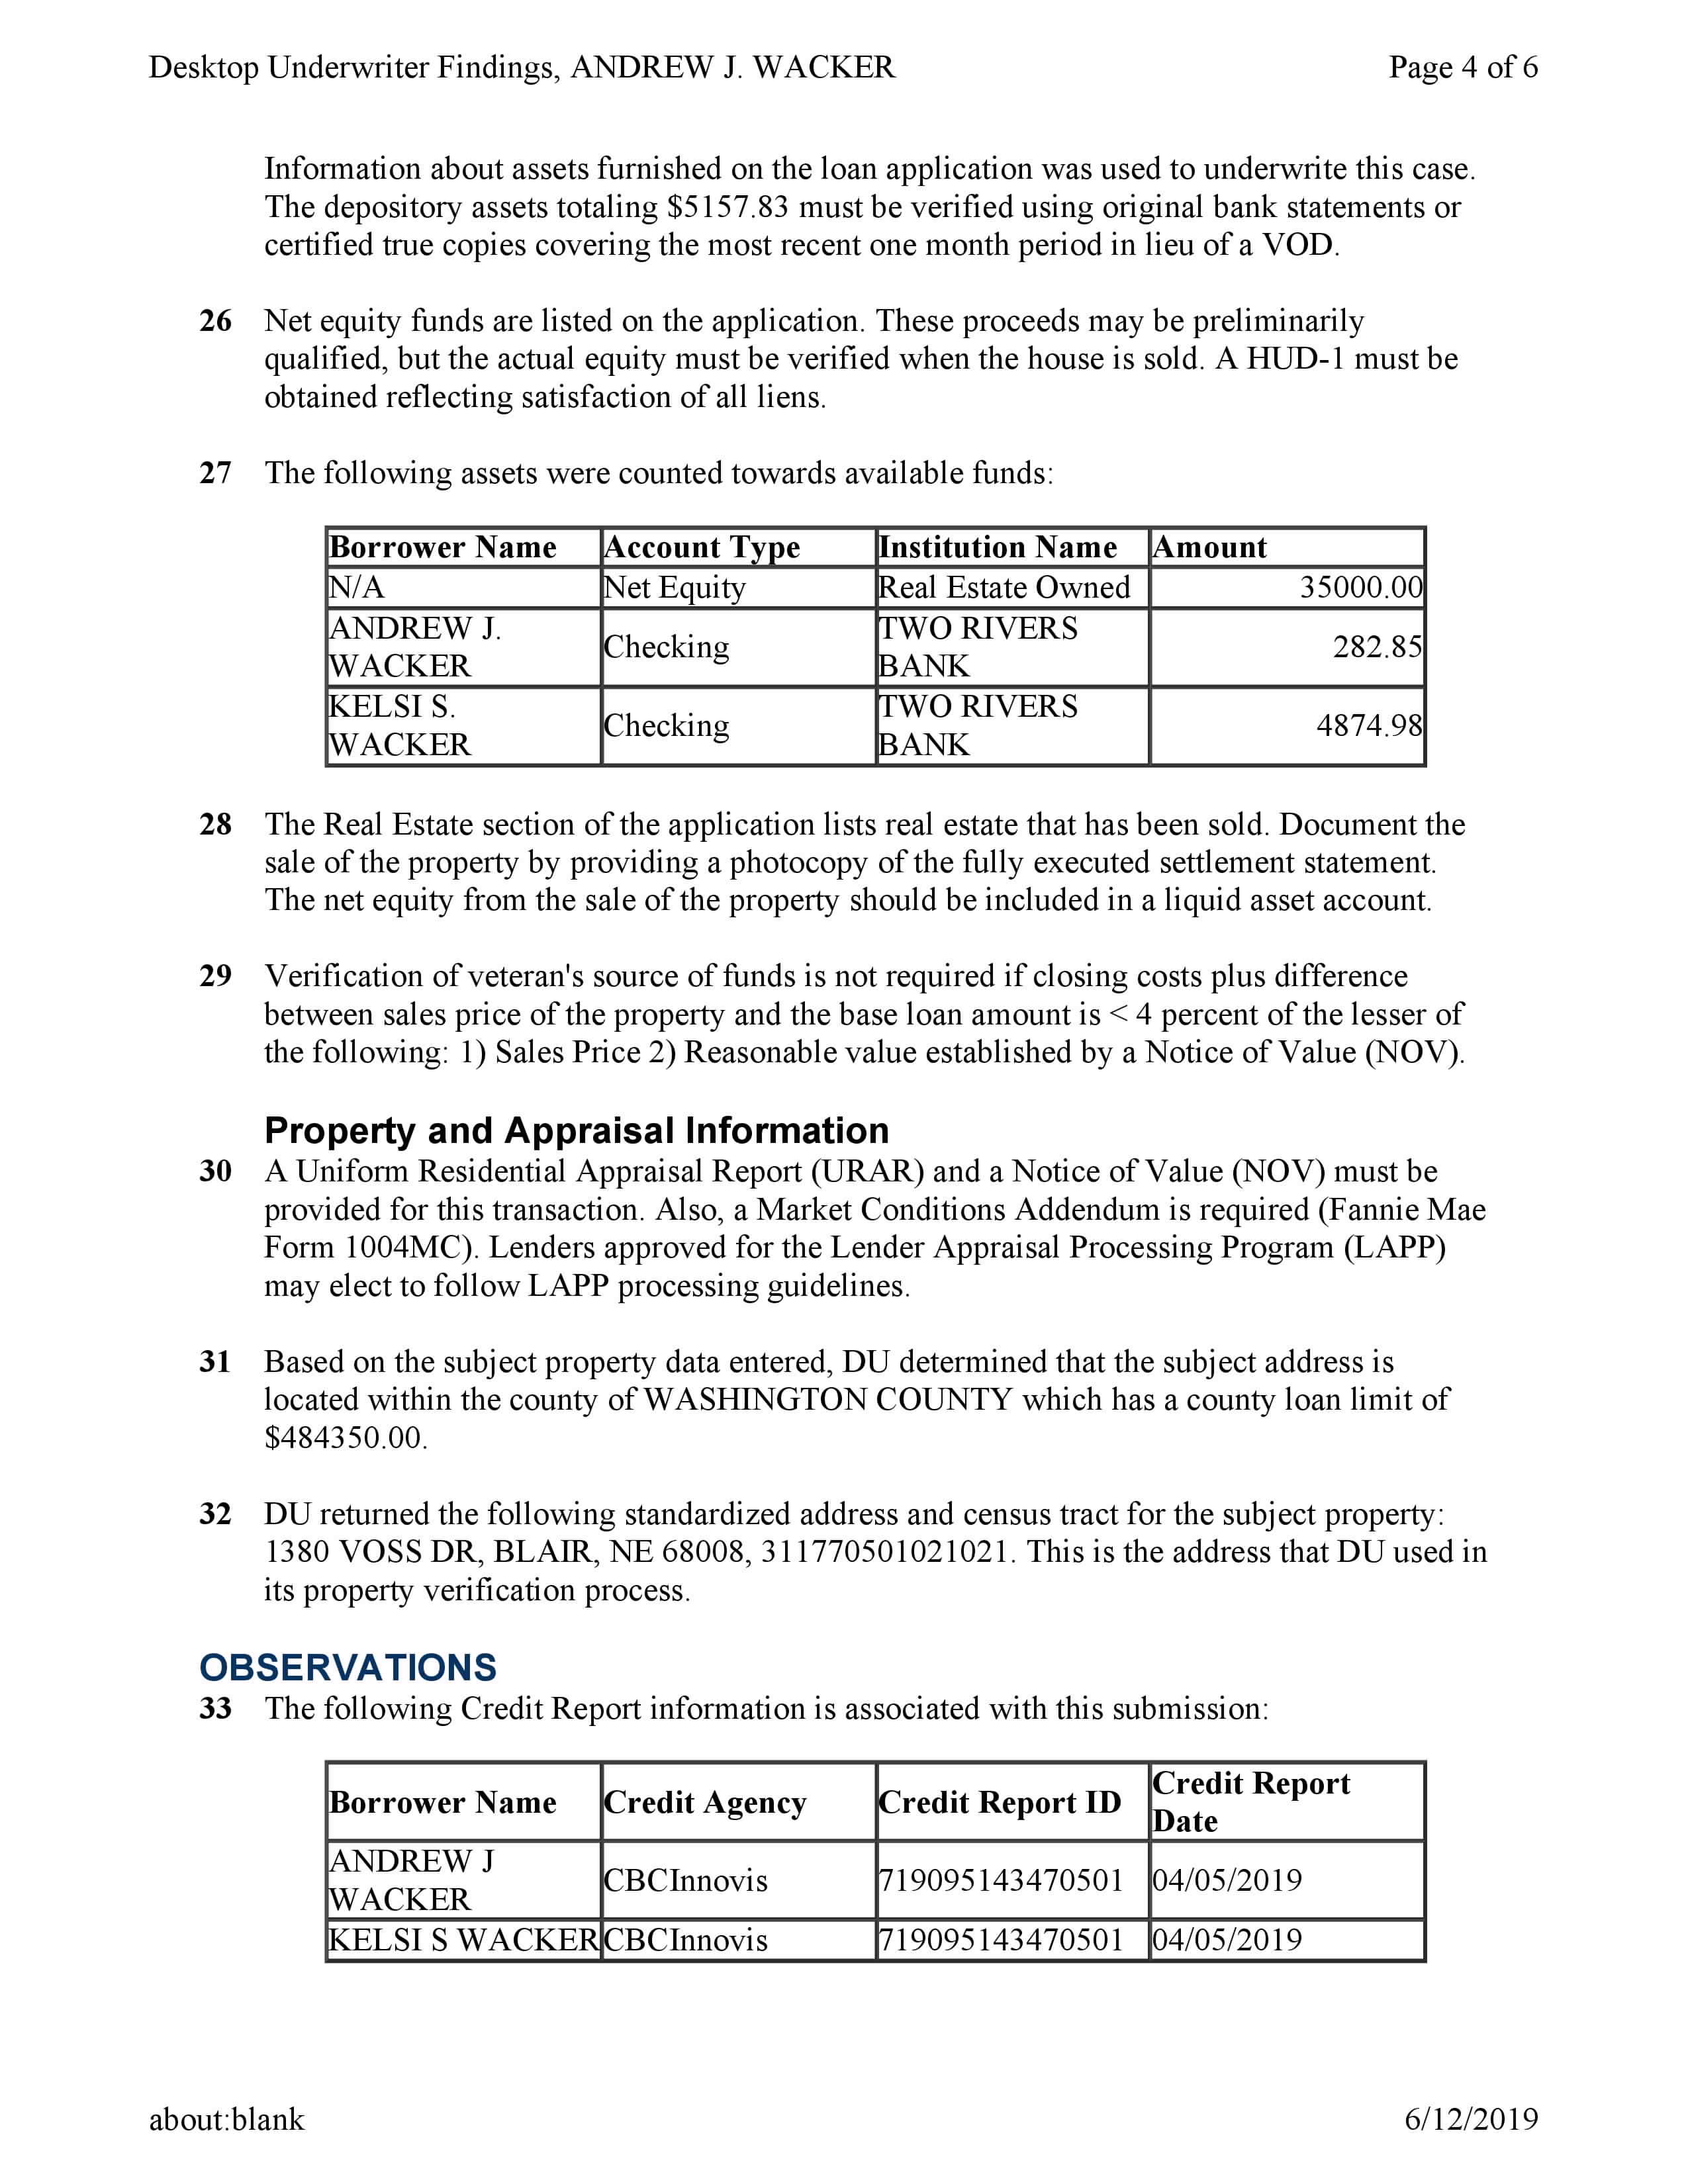 Desktop Underwriter Findings, ANDREW J. WACKER Page 4 of 6
Information about assets furnished on the loan application was used to underwrite this case.
The depository assets totaling $5157.83 must be verified using original bank statements or
certified true copies covering the most recent one month period in lieu of a VOD.
26 Net equity funds are listed on the application. These proceeds may be preliminarily
qualified, but the actual equity must be verified when the house is sold. A HUD-1 must be
obtained reflecting satisfaction of all liens.
27 The following assets were counted towards available funds:
Borrower Name Account Type Institution Name Amount
N/A Net Equity Real Estate Owned 35000.00
ANDREW J.
WACKER Checking TWO RIVERS
BANK 282.85
KELSI S.
WACKER Checking TWO RIVERS
BANK 4874.98
28 The Real Estate section of the application lists real estate that has been sold. Document the
sale of the property by providing a photocopy of the fully executed settlement statement.
The net equity from the sale of the property should be included in a liquid asset account.
29 Verification of veteran's source of funds is not required if closing costs plus difference
between sales price of the property and the base loan amount is < 4 percent of the lesser of
the following: 1) Sales Price 2) Reasonable value established by a Notice of Value (NOV).
Property and Appraisal Information
30 A Uniform Residential Appraisal Report (URAR) and a Notice of Value (NOV) must be
provided for this transaction. Also, a Market Conditions Addendum is required (Fannie Mae
Form 1004MC). Lenders approved for the Lender Appraisal Processing Program (LAPP)
may elect to follow LAPP processing guidelines.
31 Based on the subject property data entered, DU determined that the subject address is
located within the county of WASHINGTON COUNTY which has a county loan limit of
$484350.00.
32 DU returned the following standardized address and census tract for the subject property:
1380 VOSS DR, BLAIR, NE 68008, 311770501021021. This is the address that DU used in
its property verification process.
OBSERVATIONS
33 The following Credit Report information is associated with this submission:
Borrower Name Credit Agency Credit Report ID Credit Report
Date
ANDREW J
WACKER CBCInnovis 719095143470501 04/05/2019
KELSI S WACKER CBCInnovis 719095143470501 04/05/2019
about:blank 6/12/2019